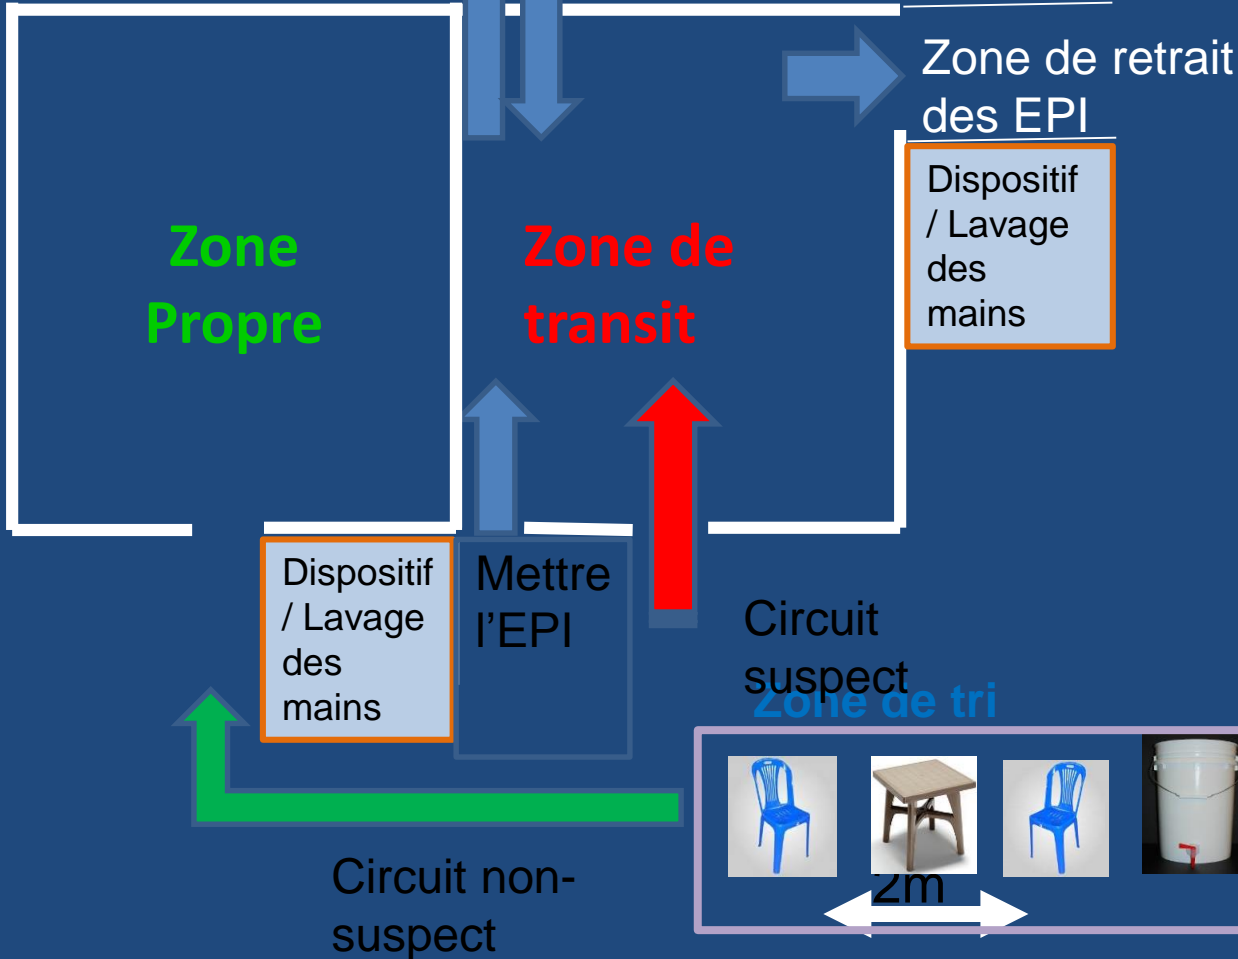 Zone de retrait
des EPI
Dispositif
/ Lavage
des
mains
Zone
Propre
Zone de
transit
Dispositif
/ Lavage
des
mains
Mettre
l’EPI
Circuit
suspect
Zone de tri
2m
Circuit non-
suspect